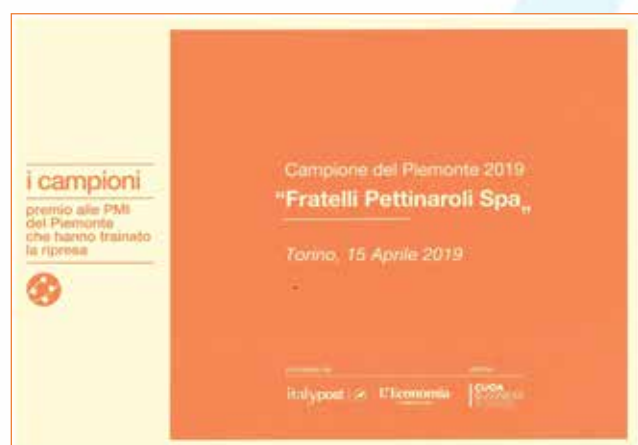 i campioni
premio alle PMI
del Piemonte
che hanno trainato
la ripresa
Campione del Piemonte 2019
"Fratelli Pettinaroli Spa„
Torino, 15 Aprile 2019
italypost
L'Economia
CUOA